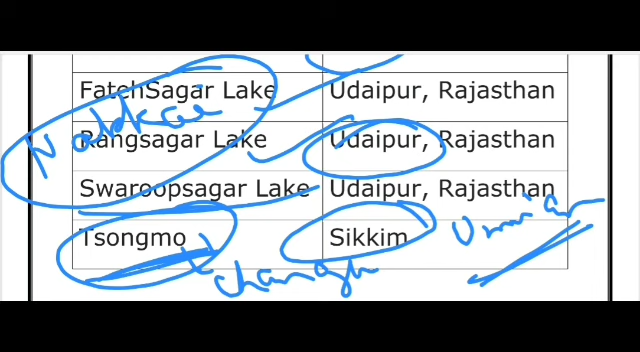 FatehSagar Lake Udaipur, Rajasthan
Rangsagar Lake Udaipur, Rajasthan
Swaroopsagar Lake Udaipur, Rajasthan
Tsongmo Sikkim